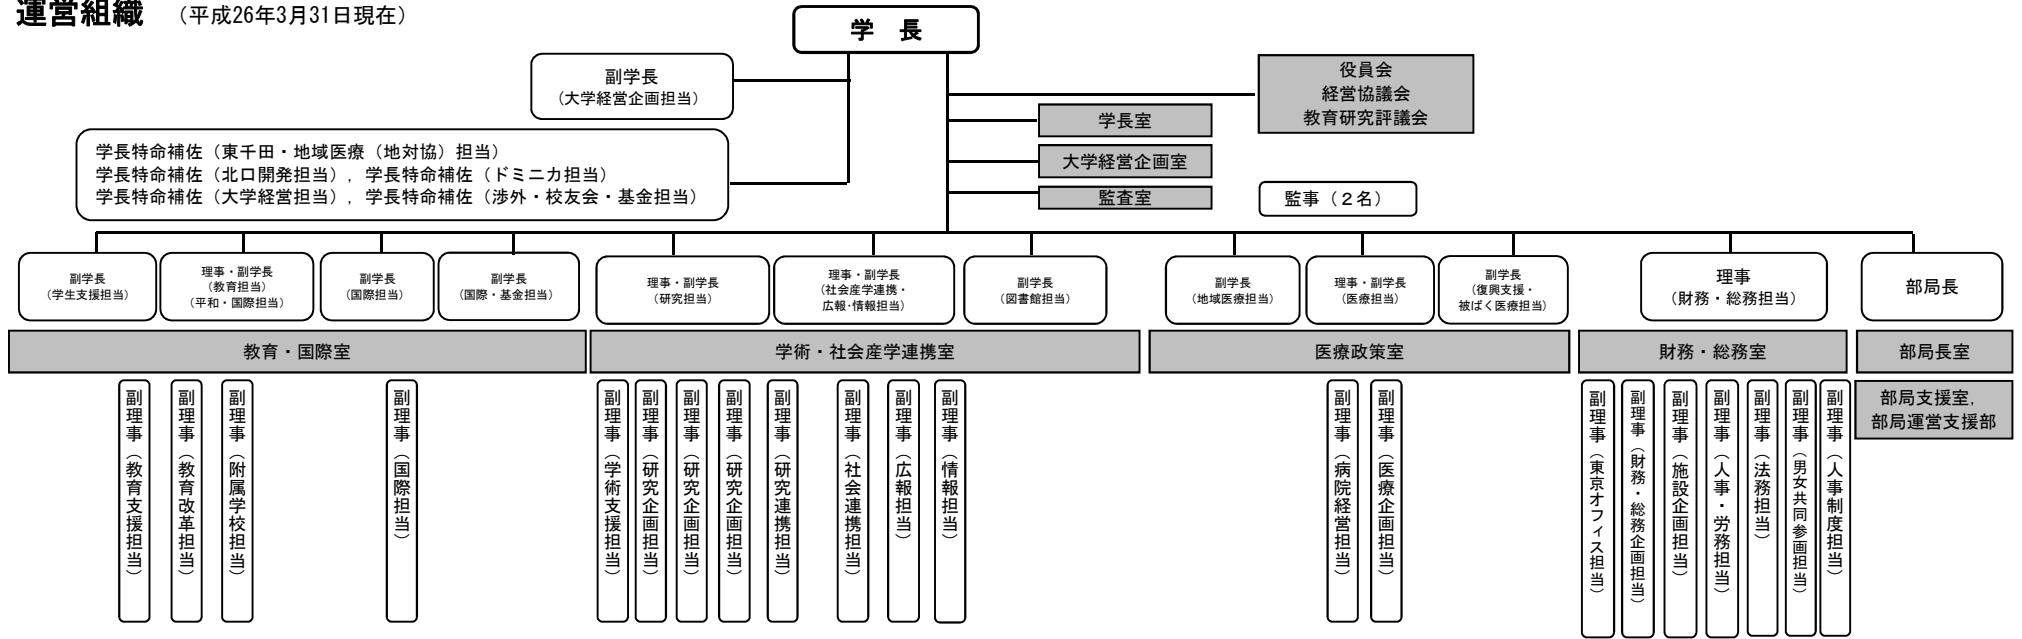 運営組織 （平成26年3月31日現在）
学 長
副学長
（大学経営企画担当）
役員会
経営協議会
教育研究評議会
学長室
大学経営企画室
監査室
監事（２名）
学長特命補佐（東千田・地域医療（地対協）担当）
学長特命補佐（北口開発担当），学長特命補佐（ドミニカ担当）
学長特命補佐（大学経営担当），学長特命補佐（渉外・校友会・基金担当）
副学長
（学生支援担当）
理事・副学長
（教育担当）
（平和・国際担当）
副学長
（国際担当）
副学長
（国際・基金担当）
理事・副学長
（研究担当）
理事・副学長
（社会産学連携・
広報・情報担当）
副学長
（図書館担当）
副学長
（地域医療担当）
理事・副学長
（医療担当）
副学長
（復興支援・
被ばく医療担当）
理事
（財務・総務担当）
部局長
教育・国際室
学術・社会産学連携室
医療政策室
財務・総務室
部局長室
副理事（教育支援担当）
副理事（教育改革担当）
副理事（附属学校担当）
副理事（国際担当）
副理事（学術支援担当）
副理事（研究企画担当）
副理事（研究企画担当）
副理事（研究企画担当）
副理事（研究連携担当）
副理事（社会連携担当）
副理事（広報担当）
副理事（情報担当）
副理事（病院経営担当）
副理事（医療企画担当）
副理事（東京オフィス担当）
副理事（財務・総務企画担当）
副理事（施設企画担当）
副理事（人事・労務担当）
副理事（法務担当）
副理事（男女共同参画担当）
副理事（人事制度担当）
部局支援室，
部局運営支援部